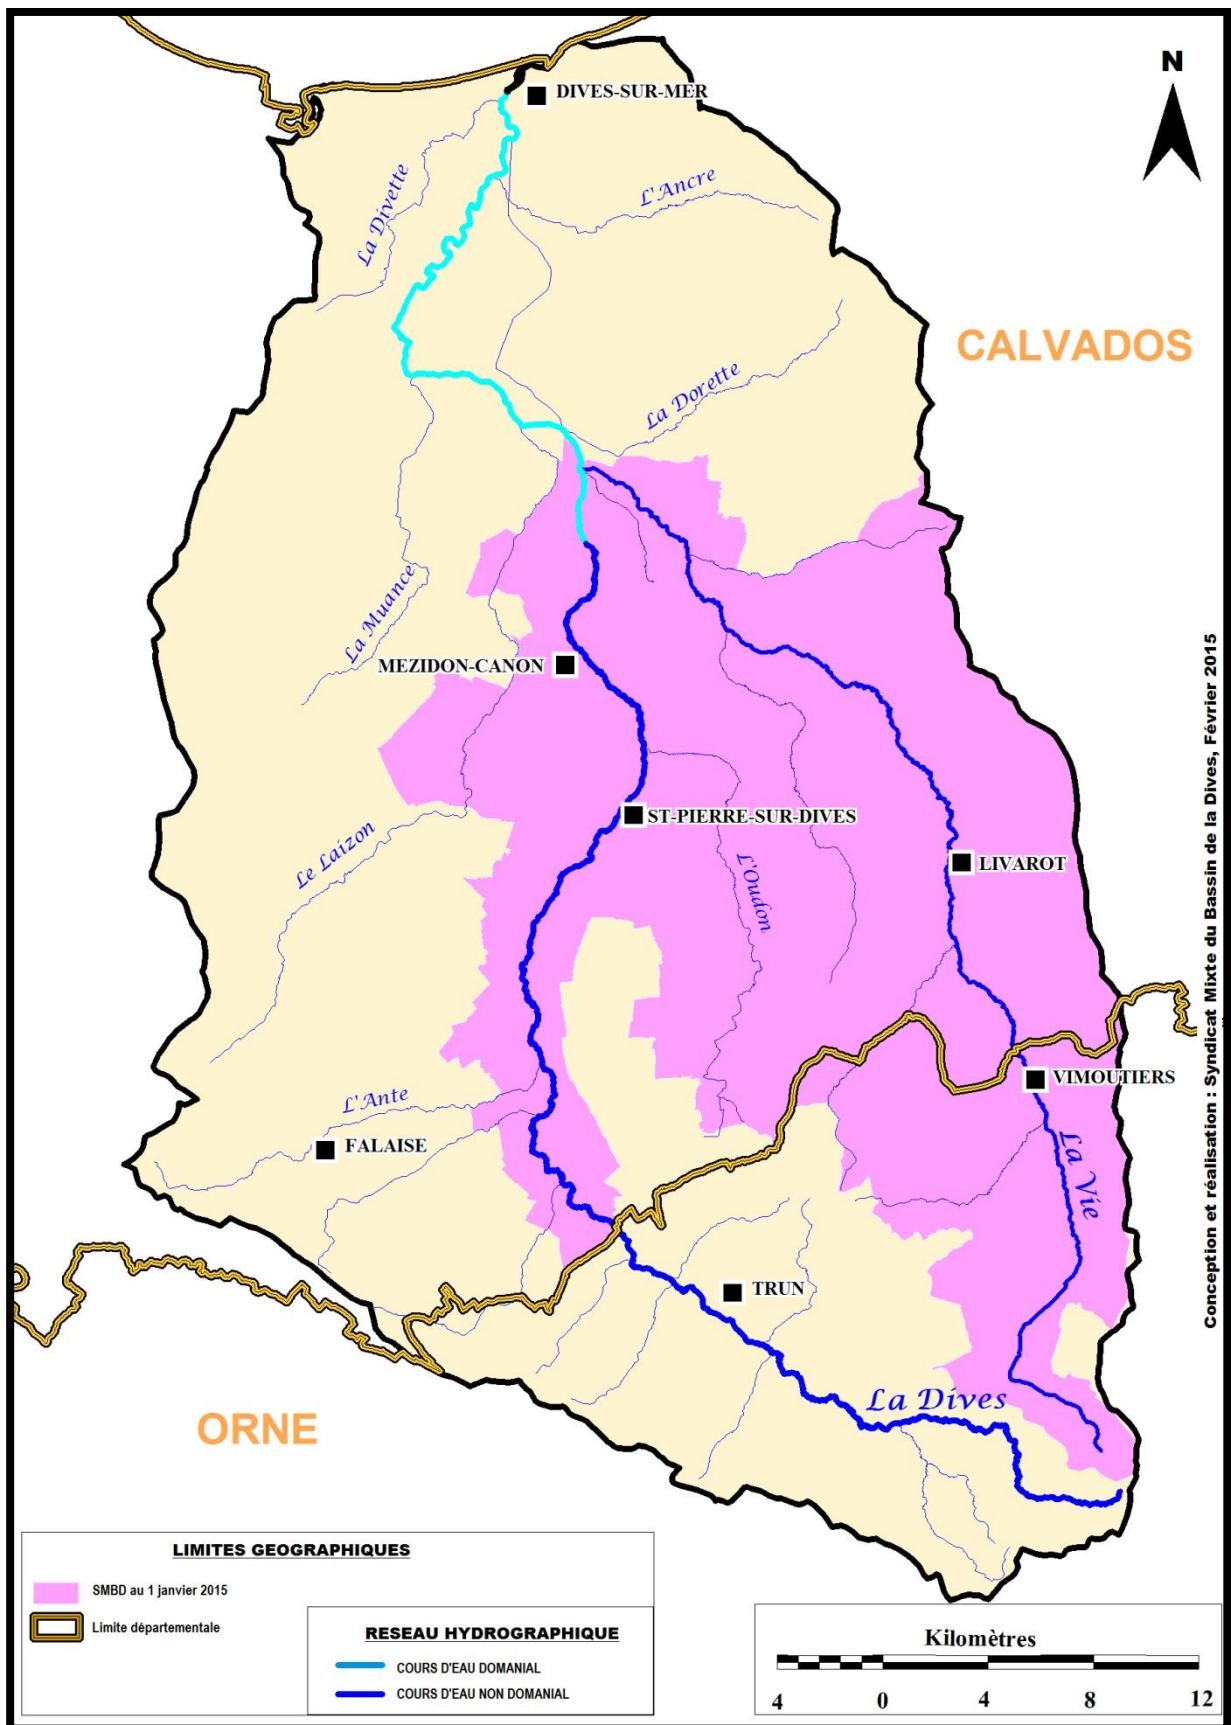 N
DIVES-SUR-MER
La Divette
L'Ancre
CALVADOS
La Dorette
La Muance
MEZIDON-CANON
ST-PIERRE-SUR-DIVES
Le Laizon
L'Oudon
LIVAROT
VIMOUTIERS
L'Ante
FALAISE
La Vie
TRUN
La Dives
ORNE
Conception et réalisation : Syndicat Mixte du Bassin de la Dives, Février 2015
LIMITES GEOGRAPHIQUES
SMBD au 1 janvier 2015
Limite départementale
RESEAU HYDROGRAPHIQUE
COURS D'EAU DOMANIAL
COURS D'EAU NON DOMANIAL
Kilomètres
4 0 4 8 12